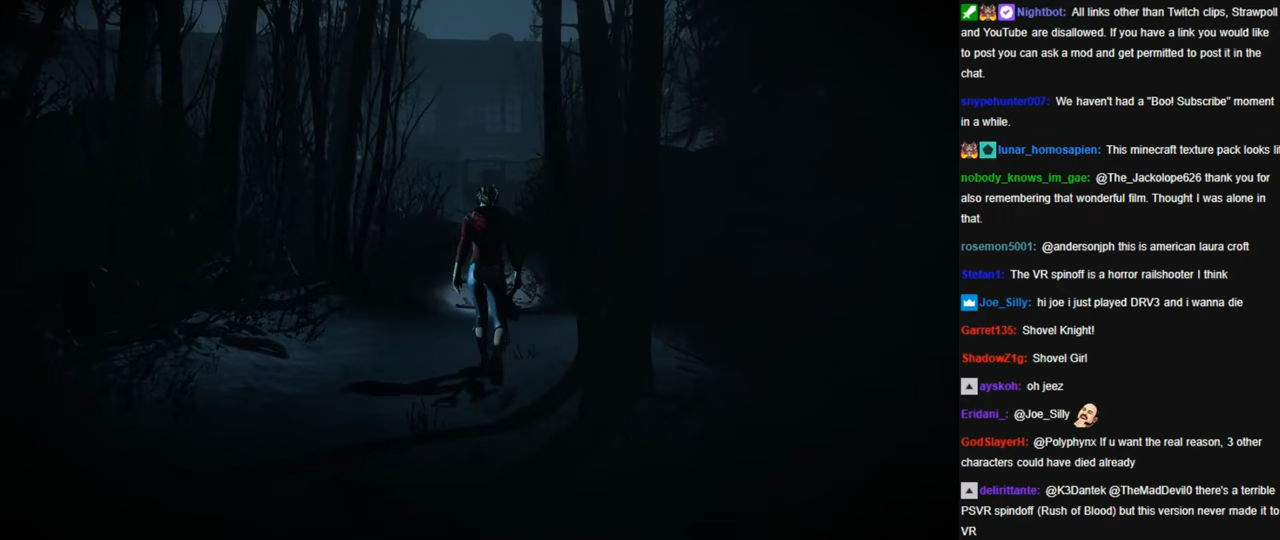 Nightbot: All links other than Twitch clips, Strawpoll
and YouTube are disallowed. If you have a link you would like
to post you can ask a mod and get permitted to post it in the
chat.
snypehunter007: We haven't had a "Boo! Subscribe" moment
in a while.
lunar_homosapien: This minecraft texture pack looks
nobody_knows_im_gae: @The_Jackolope626 thank you for
also remembering that wonderful film. Thought I was alone in
that.
rosemon5001: @andersonjph this is american laura croft
Stefan1: The VR spinoff is a horror railshooter I think
Joe_Silly: hi joe i just played DRV3 and i wanna die
Garret135: Shovel Knight!
ShadowZ1g: Shovel Girl
ayskoh: oh jeez
Eridani_: @Joe_Silly
GodSlayerH: @Polyphynx If u want the real reason, 3 other
characters could have died already
delirittante: @K3Dantek @TheMadDevil0 there's a terrible
PSVR spindoff (Rush of Blood) but this version never made it to
VR